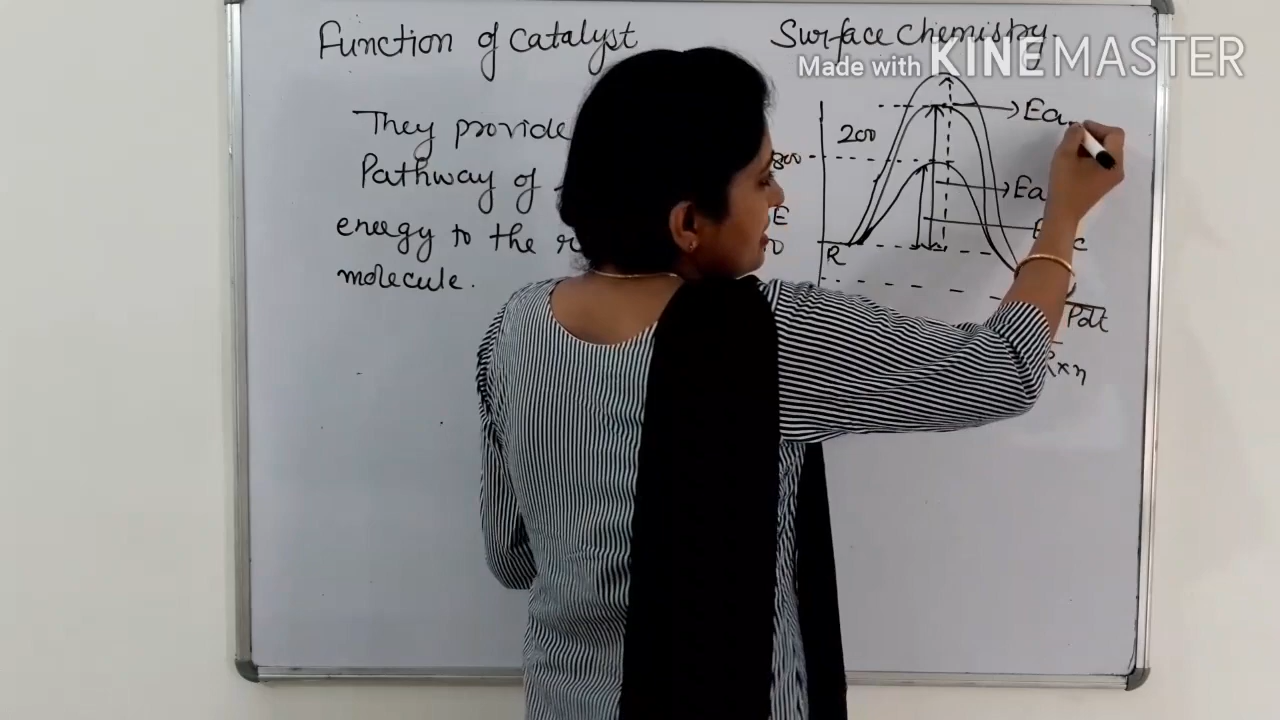 Function of catalyst
Surface chemistry
Made with KINEMASTER
They provide
Pathway of
energy to the
molecule.
Ea
200
Ea
E
R
Pdt
Rxn